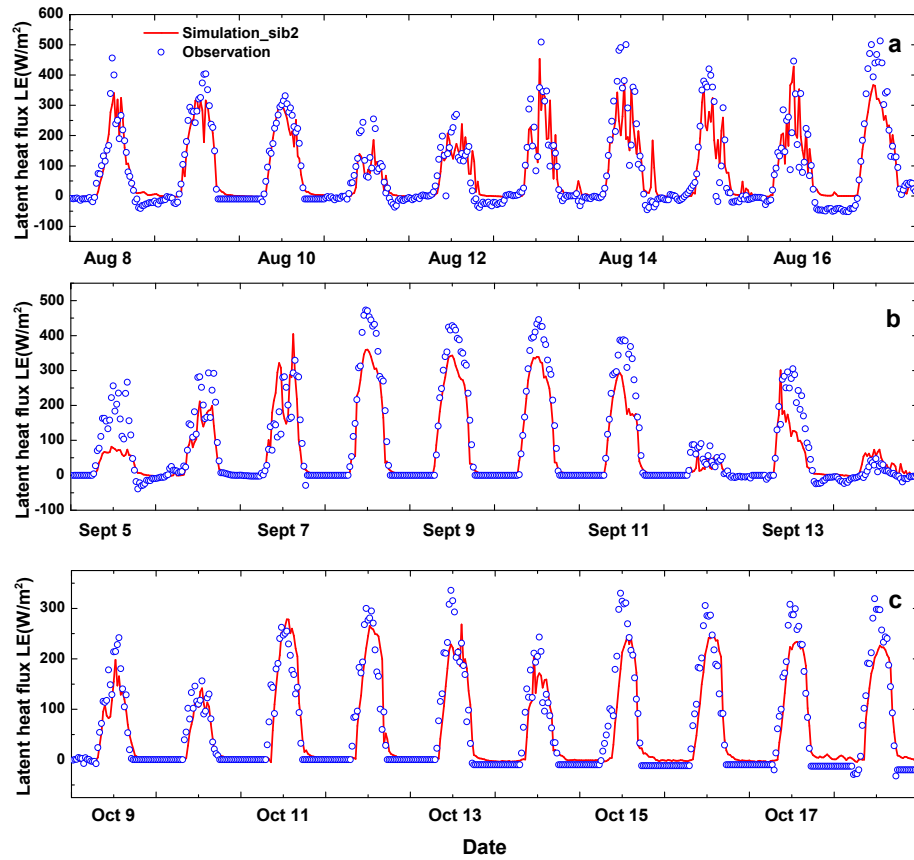 Simulation_sib2
Observation
a
Latent heat flux LE(W/m²)
600
500
400
300
200
100
0
-100
Aug 8 Aug 10 Aug 12 Aug 14 Aug 16
b
Latent heat flux LE(W/m²)
500
400
300
200
100
0
-100
Sept 5 Sept 7 Sept 9 Sept 11 Sept 13
c
Latent heat flux LE(W/m²)
300
200
100
0
Oct 9 Oct 11 Oct 13 Oct 15 Oct 17
Date